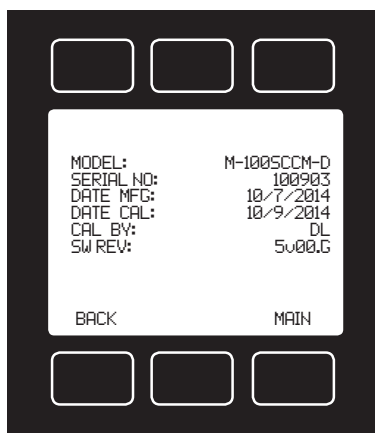 MODEL: M-100SCCM-D
SERIAL NO: 100903
DATE MFG: 10/7/2014
DATE CAL: 10/9/2014
CAL BY: DL
SW REV: 5v00.G
BACK MAIN